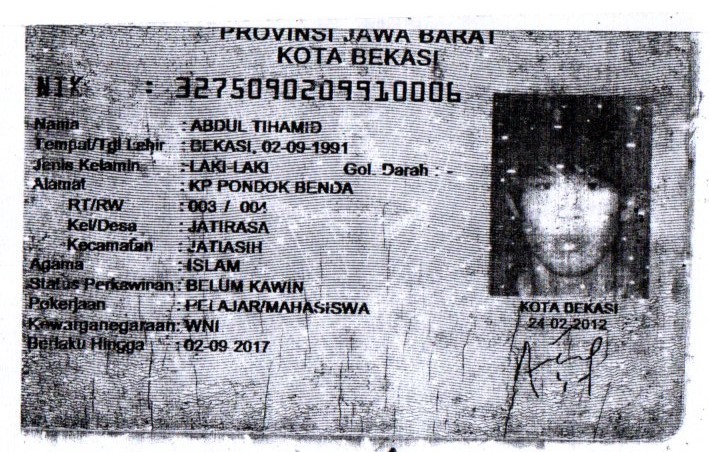 PROVINSI JAWA BARAT
KOTA BEKASI
NIK : 3275090209910006
Nama : ABDUL TIHAMID
Tempat/Tgl Lahir : BEKASI, 02-09-1991
Jenis Kelamin : LAKI-LAKI Gol. Darah : -
Alamat : KP PONDOK BENDA
RT/RW : 003 / 004
Kel/Desa : JATIRASA
Kecamatan : JATIASIH
Agama : ISLAM
Status Perkawinan : BELUM KAWIN
Pekerjaan : PELAJAR/MAHASISWA
Kewarganegaraan: WNI
Berlaku Hingga : 02-09-2017
KOTA BEKASI
24-02-2012